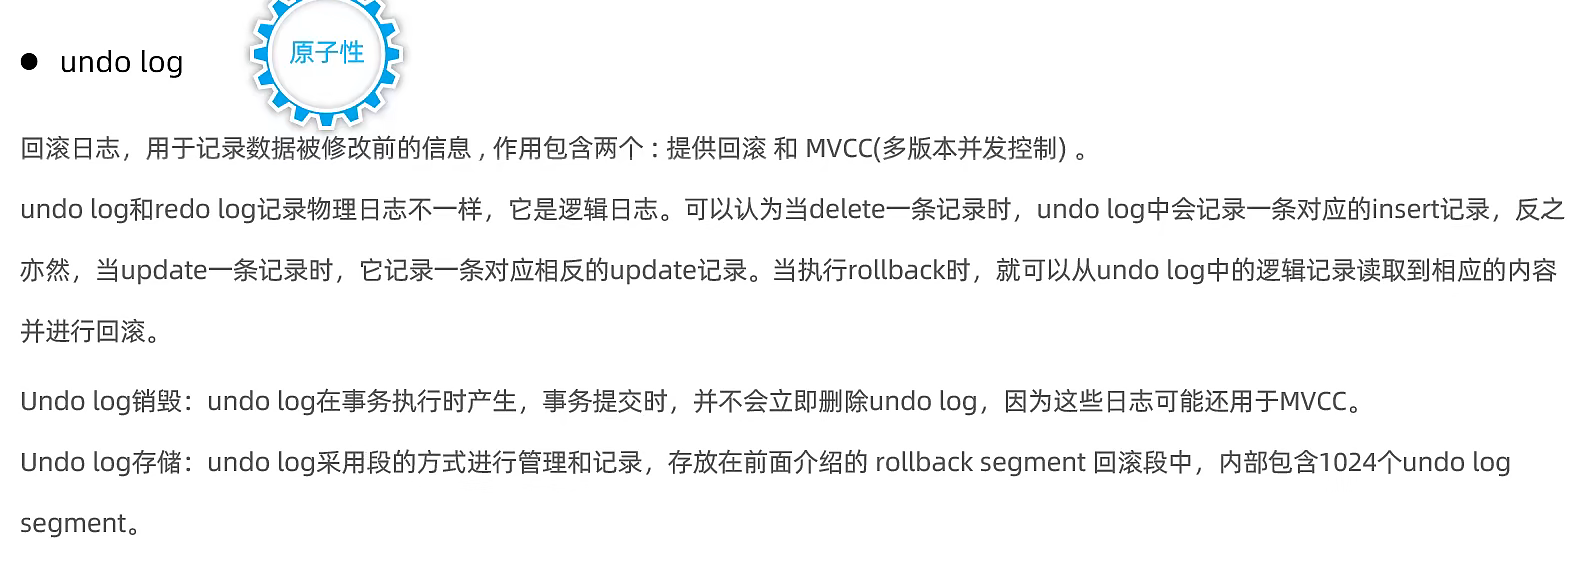 原子性
undo log
回滚日志，用于记录数据被修改前的信息 , 作用包含两个 : 提供回滚 和 MVCC(多版本并发控制) 。
undo log和redo log记录物理日志不一样，它是逻辑日志。可以认为当delete一条记录时，undo log中会记录一条对应的insert记录，反之
亦然，当update一条记录时，它记录一条对应相反的update记录。当执行rollback时，就可以从undo log中的逻辑记录读取到相应的内容
并进行回滚。
Undo log销毁：undo log在事务执行时产生，事务提交时，并不会立即删除undo log，因为这些日志可能还用于MVCC。
Undo log存储：undo log采用段的方式进行管理和记录，存放在前面介绍的 rollback segment 回滚段中，内部包含1024个undo log
segment。